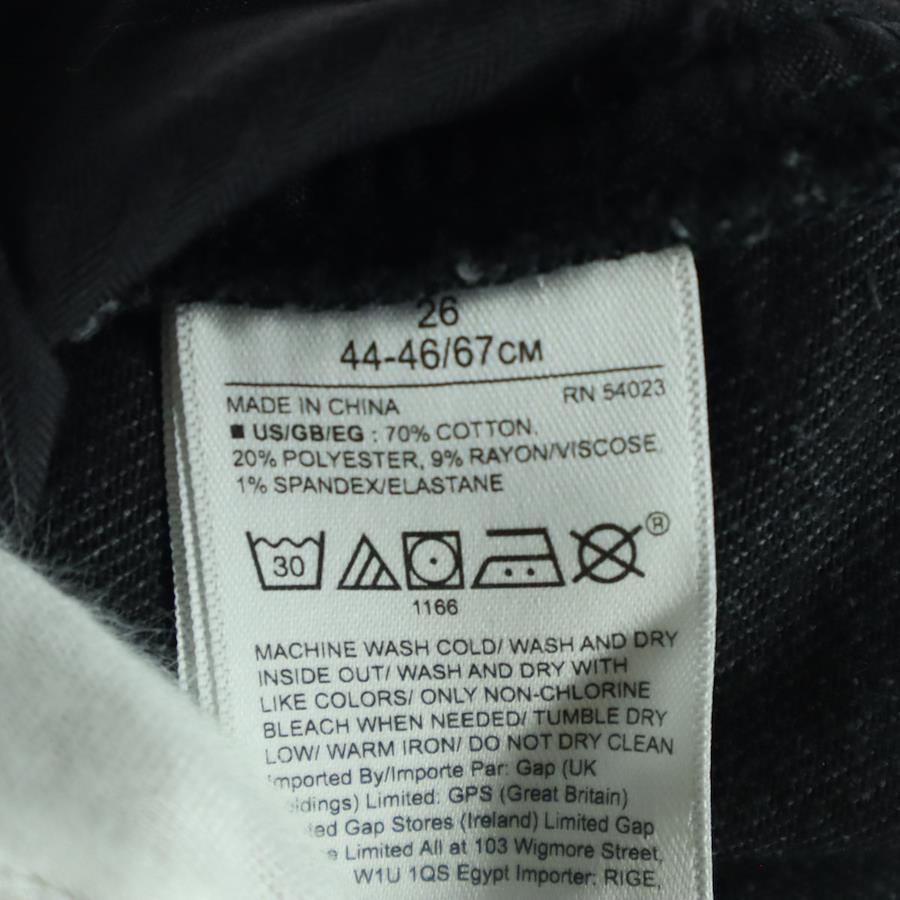 26
44-46/67CM
RN 54023
MADE IN CHINA
■ US/GB/EG : 70% COTTON.
20% POLYESTER, 9% RAYON/VISCOSE,
1% SPANDEX/ELASTANE
30
®
1166
MACHINE WASH COLD/ WASH AND DRY
INSIDE OUT/ WASH AND DRY WITH
LIKE COLORS/ ONLY NON-CHLORINE
BLEACH WHEN NEEDED/ TUMBLE DRY
LOW/ WARM IRON/ DO NOT DRY CLEAN
Imported By/Importe Par: Gap (UK
Limited: GPS (Great Britain)
Gap Stores (Ireland) Limited Gap
Limited All at 103 Wigmore Street,
W1U 1QS Egypt Importer: RIGE,